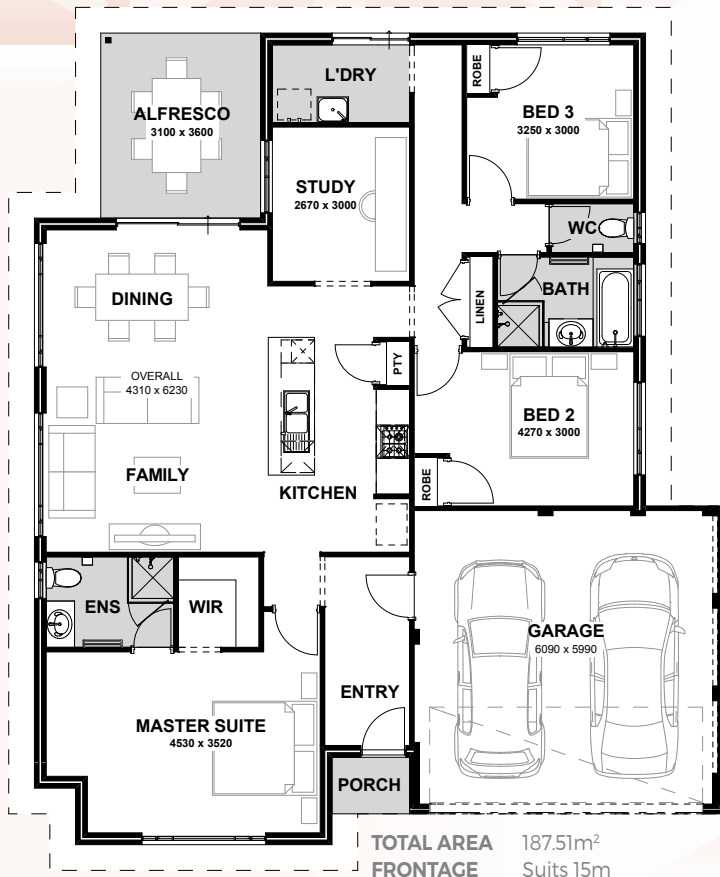 L'DRY
ROBE
ALFRESCO
3100 x 3600
BED 3
3250 x 3000
STUDY
2670 x 3000
WC
DINING
BATH
LINEN
OVERALL
4310 x 6230
PTY
BED 2
4270 x 3000
FAMILY
KITCHEN
ROBE
ENS
WIR
GARAGE
6090 x 5990
ENTRY
MASTER SUITE
4530 x 3520
PORCH
TOTAL AREA 187.51m²
FRONTAGE Suits 15m